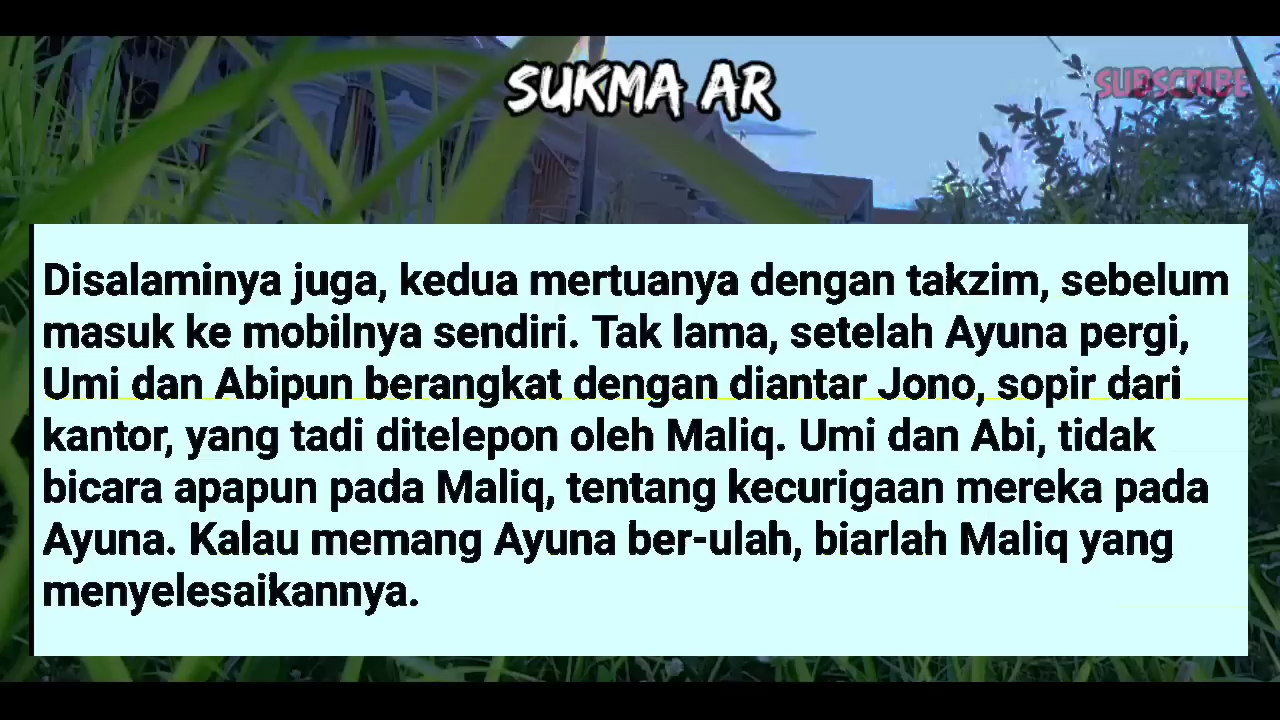 SUKMA AR
SUBSCRIBE
Disalaminya juga, kedua mertuanya dengan takzim, sebelum
masuk ke mobilnya sendiri. Tak lama, setelah Ayuna pergi,
Umi dan Abipun berangkat dengan diantar Jono, sopir dari
kantor, yang tadi ditelepon oleh Maliq. Umi dan Abi, tidak
bicara apapun pada Maliq, tentang kecurigaan mereka pada
Ayuna. Kalau memang Ayuna ber-ulah, biarlah Maliq yang
menyelesaikannya.